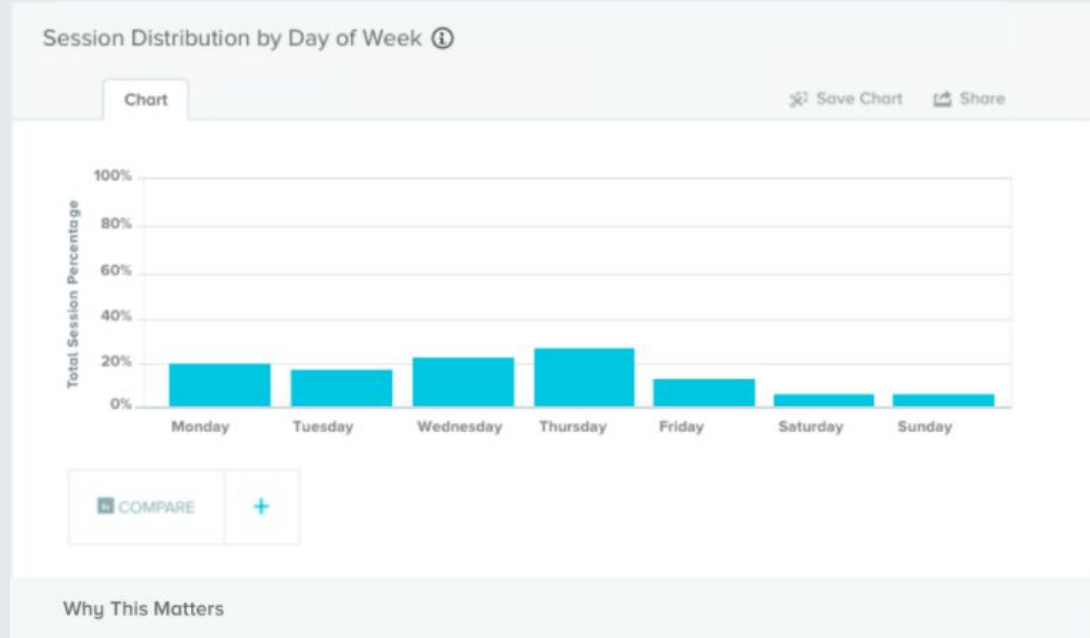 Session Distribution by Day of Week
Chart
Save Chart Share
Total Session Percentage
100%
80%
60%
40%
20%
0%
Monday Tuesday Wednesday Thursday Friday Saturday Sunday
COMPARE +
Why This Matters